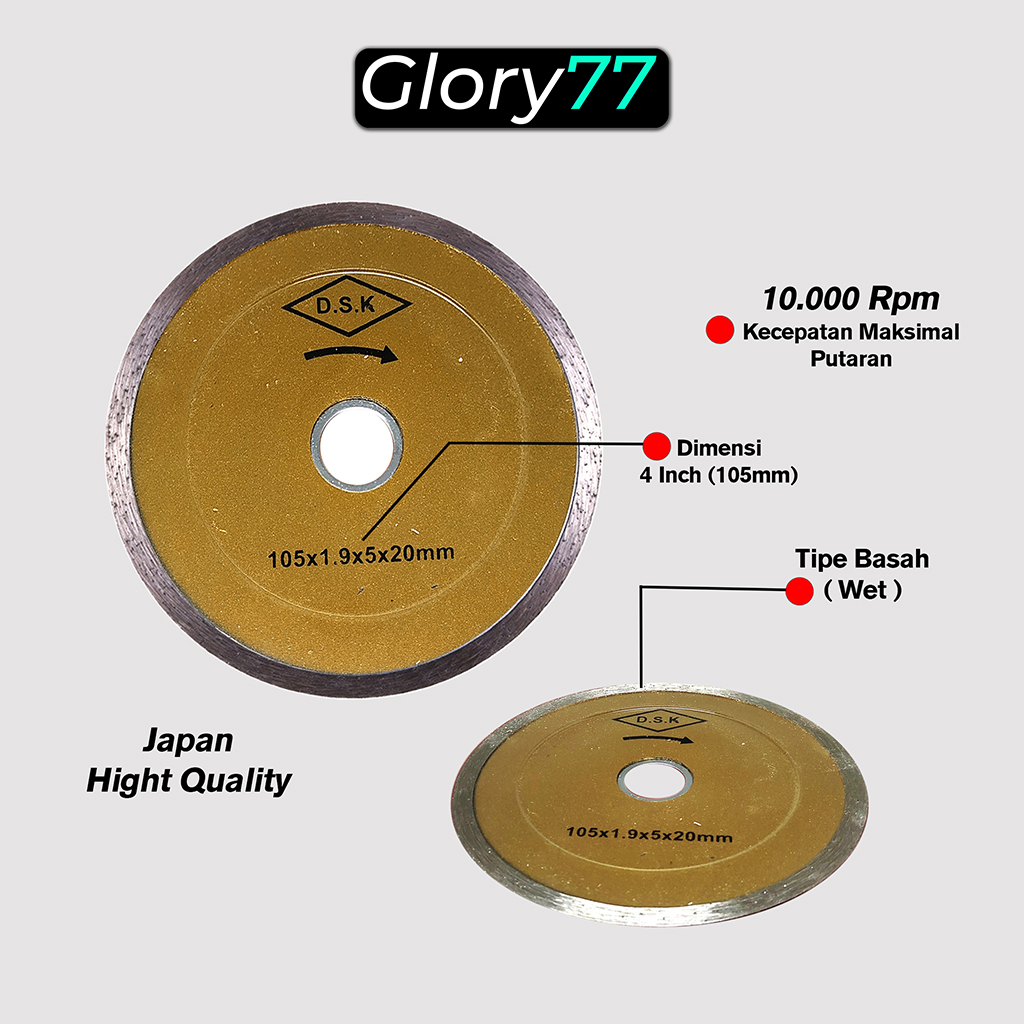 Glory77
D.S.K
105x1.9x5x20mm
10.000 Rpm
Kecepatan Maksimal
Putaran
Dimensi
4 Inch (105mm)
Tipe Basah
( Wet )
Japan
Hight Quality
D.S.K
105x1.9x5x20mm